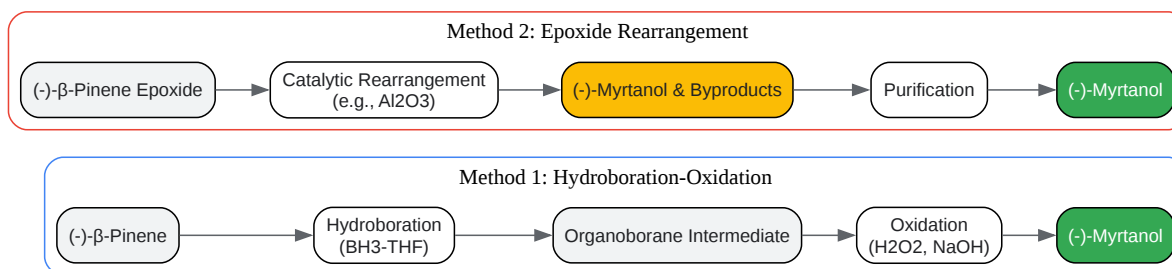 Method 2: Epoxide Rearrangement
(-)-β-Pinene Epoxide
Catalytic Rearrangement
(e.g., Al2O3)
(-)-Myrtanol & Byproducts
Purification
(-)-Myrtanol
Method 1: Hydroboration-Oxidation
(-)-β-Pinene
Hydroboration
(BH3-THF)
Organoborane Intermediate
Oxidation
(H2O2, NaOH)
(-)-Myrtanol